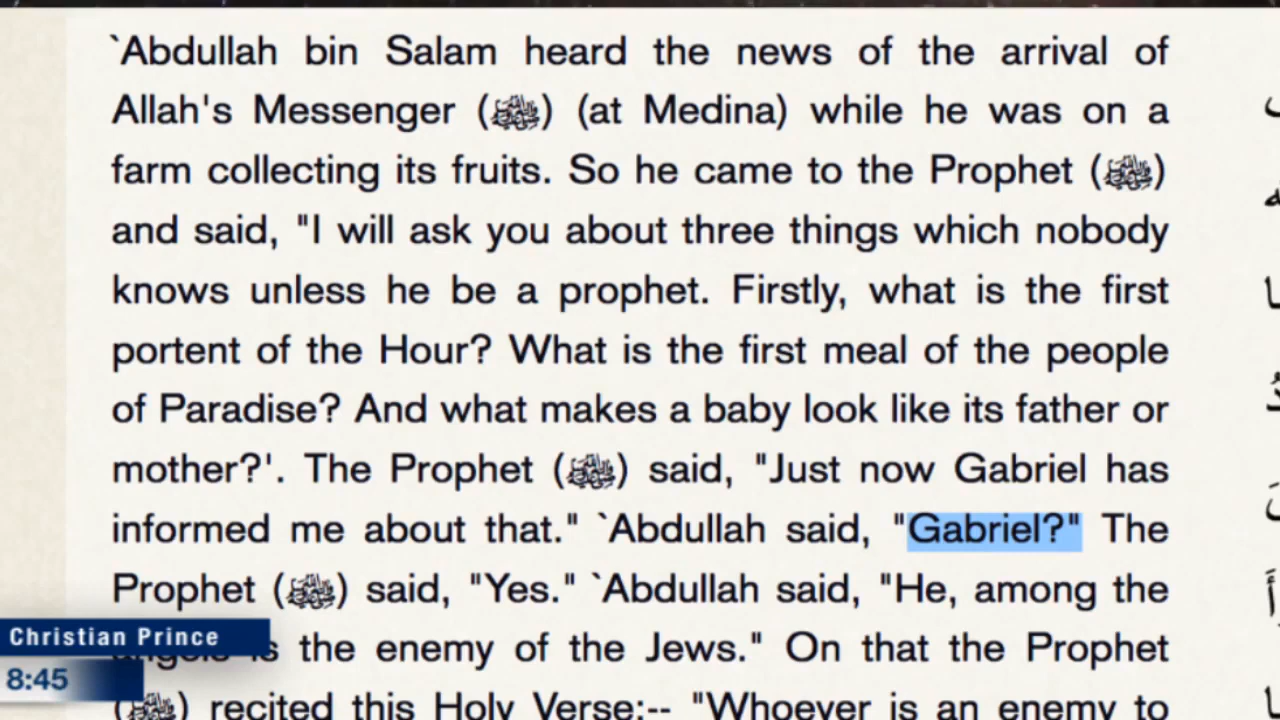 `Abdullah bin Salam heard the news of the arrival of
Allah's Messenger (ﷺ) (at Medina) while he was on a
farm collecting its fruits. So he came to the Prophet (ﷺ)
and said, "I will ask you about three things which nobody
knows unless he be a prophet. Firstly, what is the first
portent of the Hour? What is the first meal of the people
of Paradise? And what makes a baby look like its father or
mother?'. The Prophet (ﷺ) said, "Just now Gabriel has
informed me about that." `Abdullah said, "Gabriel?" The
Prophet (ﷺ) said, "Yes." `Abdullah said, "He, among the
angels is the enemy of the Jews." On that the Prophet
(ﷺ) recited this Holy Verse:-- "Whoever is an enemy to
Christian Prince
8:45